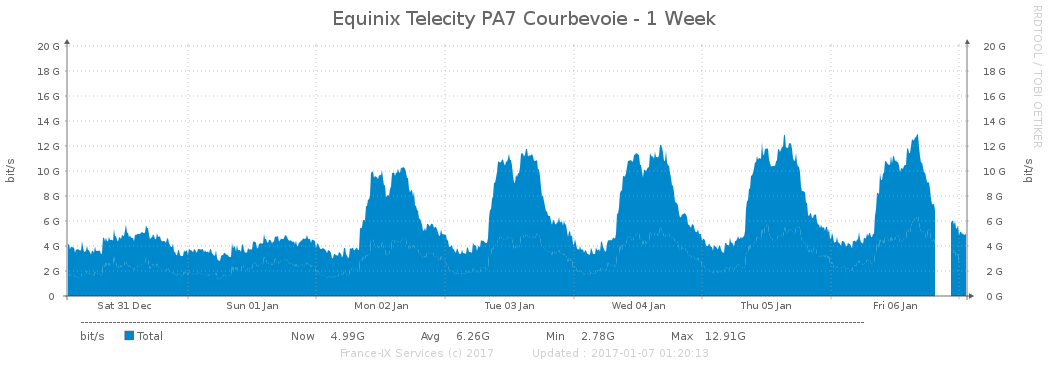 Equinix Telecity PA7 Courbevoie - 1 Week
RRDTOOL / TOBI OETIKER
bit/s
20 G 20 G
18 G 18 G
16 G 16 G
14 G 14 G
12 G 12 G
10 G 10 G
8 G 8 G
6 G 6 G
4 G 4 G
2 G 2 G
0 0 G
bit/s
Sat 31 Dec Sun 01 Jan Mon 02 Jan Tue 03 Jan Wed 04 Jan Thu 05 Jan Fri 06 Jan
bit/s Total Now 4.99G Avg 6.26G Min 2.78G Max 12.91G
France-IX Services (c) 2017 Updated : 2017-01-07 01:20:13